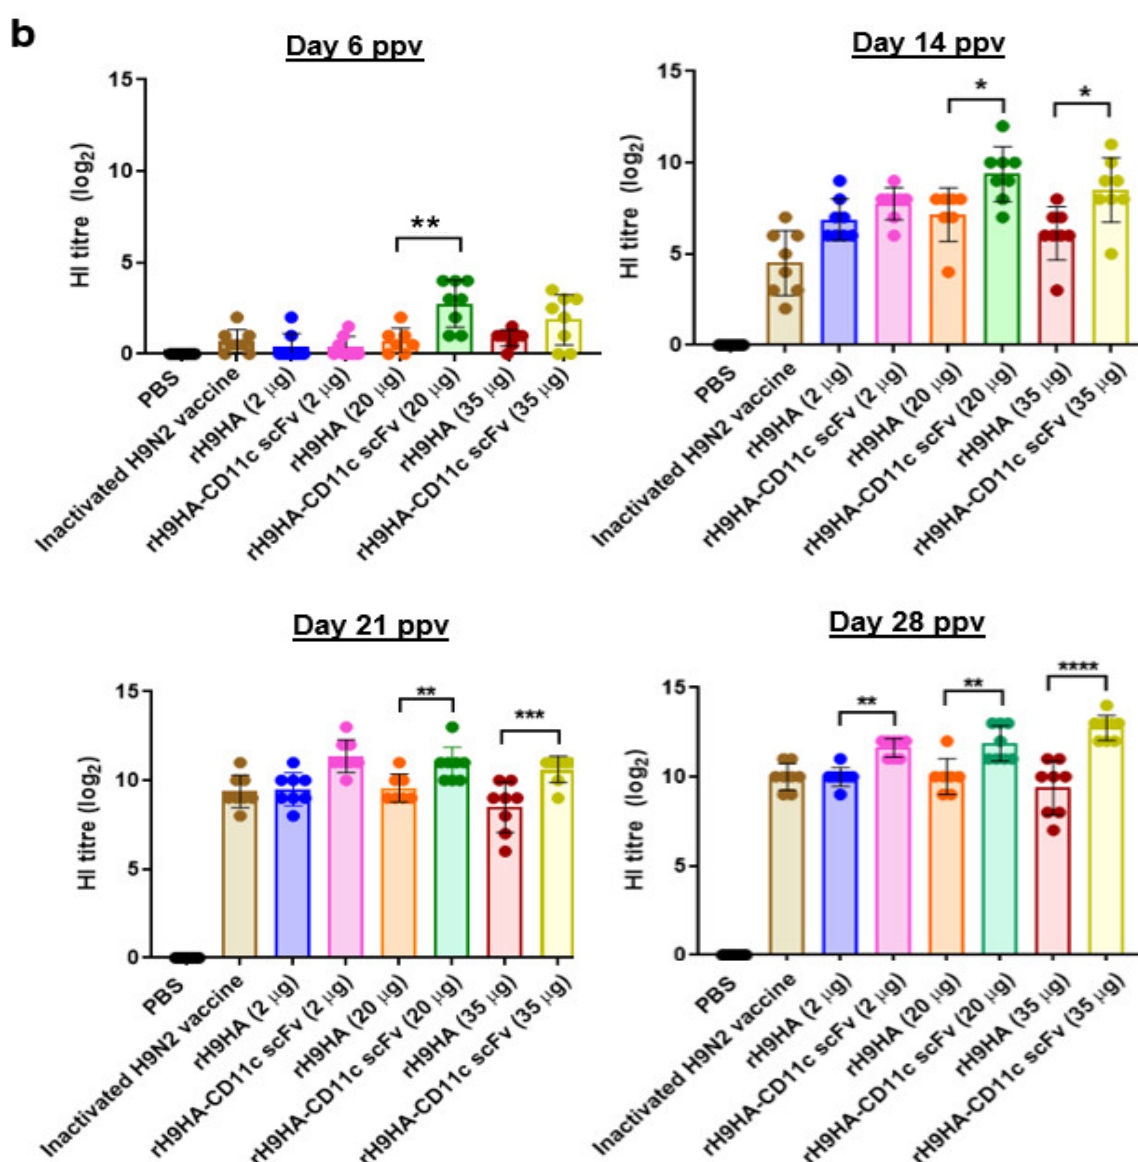 b
Day 6 ppv
HI titre (log₂)
15
10
5
0
**
PBS
Inactivated H9N2 vaccine
rH9HA (2 μg)
rH9HA-CD11c scFv (2 μg)
rH9HA (20 μg)
rH9HA-CD11c scFv (20 μg)
rH9HA (35 μg)
rH9HA-CD11c scFv (35 μg)
Day 14 ppv
HI titre (log₂)
15
10
5
0
*
*
PBS
Inactivated H9N2 vaccine
rH9HA (2 μg)
rH9HA-CD11c scFv (2 μg)
rH9HA (20 μg)
rH9HA-CD11c scFv (20 μg)
rH9HA (35 μg)
rH9HA-CD11c scFv (35 μg)
Day 21 ppv
HI titre (log₂)
15
10
5
0
**
***
PBS
Inactivated H9N2 vaccine
rH9HA (2 μg)
rH9HA-CD11c scFv (2 μg)
rH9HA (20 μg)
rH9HA-CD11c scFv (20 μg)
rH9HA (35 μg)
rH9HA-CD11c scFv (35 μg)
Day 28 ppv
HI titre (log₂)
15
10
5
0
**
**
****
PBS
Inactivated H9N2 vaccine
rH9HA (2 μg)
rH9HA-CD11c scFv (2 μg)
rH9HA (20 μg)
rH9HA-CD11c scFv (20 μg)
rH9HA (35 μg)
rH9HA-CD11c scFv (35 μg)